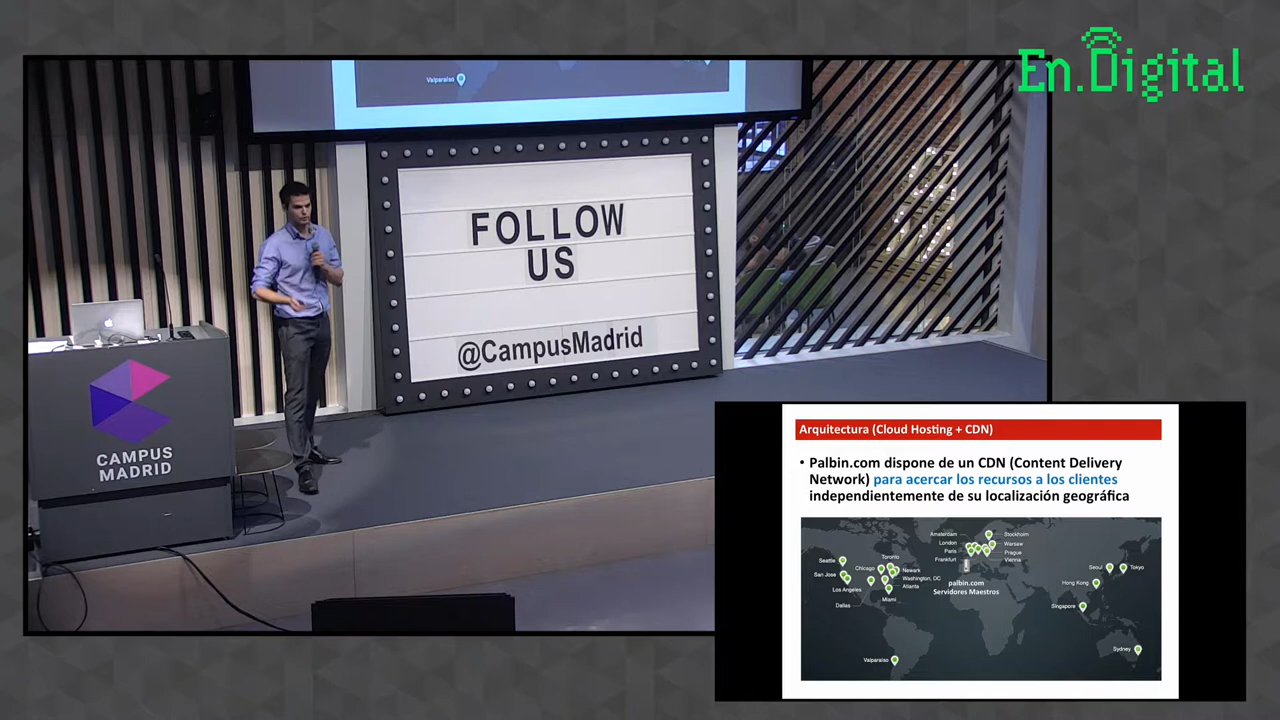 En.Digital
Valparaíso
FOLLOW
US
@CampusMadrid
CAMPUS
MADRID
Arquitectura (Cloud Hosting + CDN)
• Palbin.com dispone de un CDN (Content Delivery
Network) para acercar los recursos a los clientes
independientemente de su localización geográfica
Amsterdam
Stockholm
London
Warsaw
Paris
Prague
Frankfurt
Vienna
Seattle
Toronto
San Jose
Chicago
Newark
Washington, DC
Los Angeles
Atlanta
Miami
Dallas
palbin.com
Servidores Maestros
Seoul
Tokyo
Hong Kong
Singapore
Sydney
Valparaíso